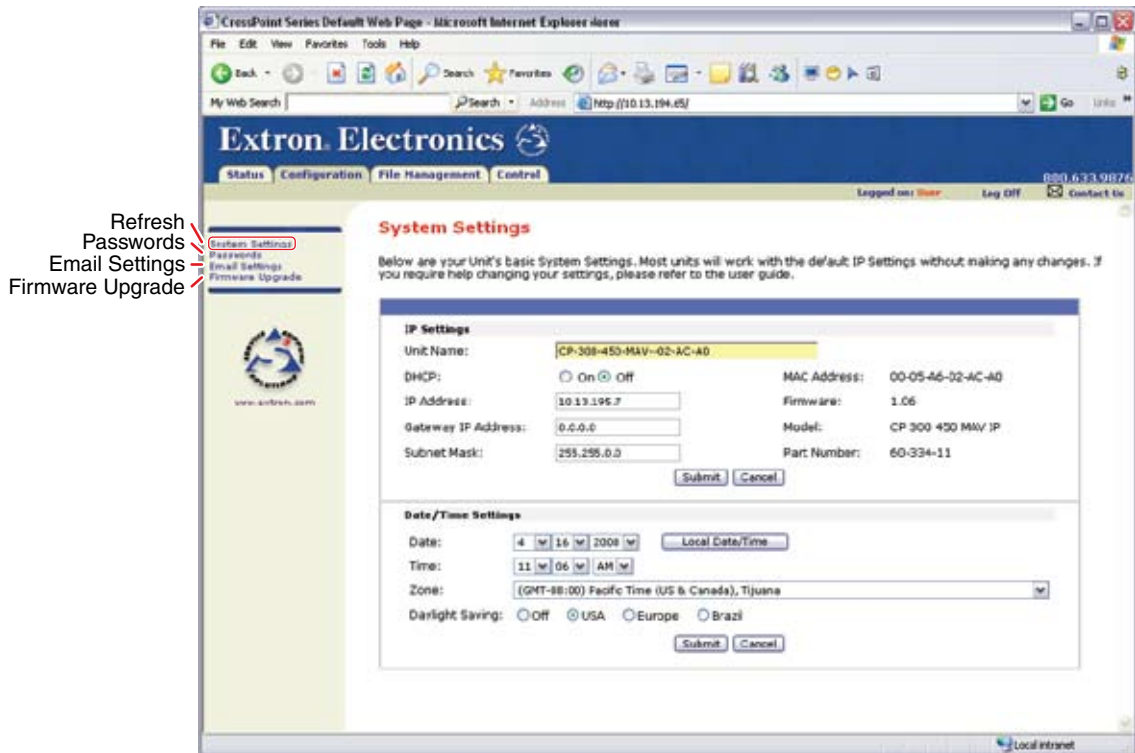 CrossPoint Series Default Web Page - Microsoft Internet Explorer
File Edit View Favorites Tools Help
Back Search Favorites
My Web Search Search Address http://10.13.194.65/ Go Links »
Extron Electronics
Status Configuration File Management Control
800.633.9876
Logged on: User Log Off Contact Us
Refresh
Passwords
Email Settings
Firmware Upgrade
System Settings
Passwords
Email Settings
Firmware Upgrade
www.extron.com
System Settings
Below are your Unit's basic System Settings. Most units will work with the default IP Settings without making any changes. If
you require help changing your settings, please refer to the user guide.
IP Settings
Unit Name: CP-300-450-MAV--02-AC-A0
DHCP: On Off MAC Address: 00-05-A6-02-AC-A0
IP Address: 10.13.195.7 Firmware: 1.06
Gateway IP Address: 0.0.0.0 Model: CP 300 450 MAV IP
Subnet Mask: 255.255.0.0 Part Number: 60-334-11
Submit Cancel
Date/Time Settings
Date: 4 16 2008 Local Date/Time
Time: 11 06 AM
Zone: (GMT-08:00) Pacific Time (US & Canada), Tijuana
Daylight Saving: Off USA Europe Brazil
Submit Cancel
Local intranet